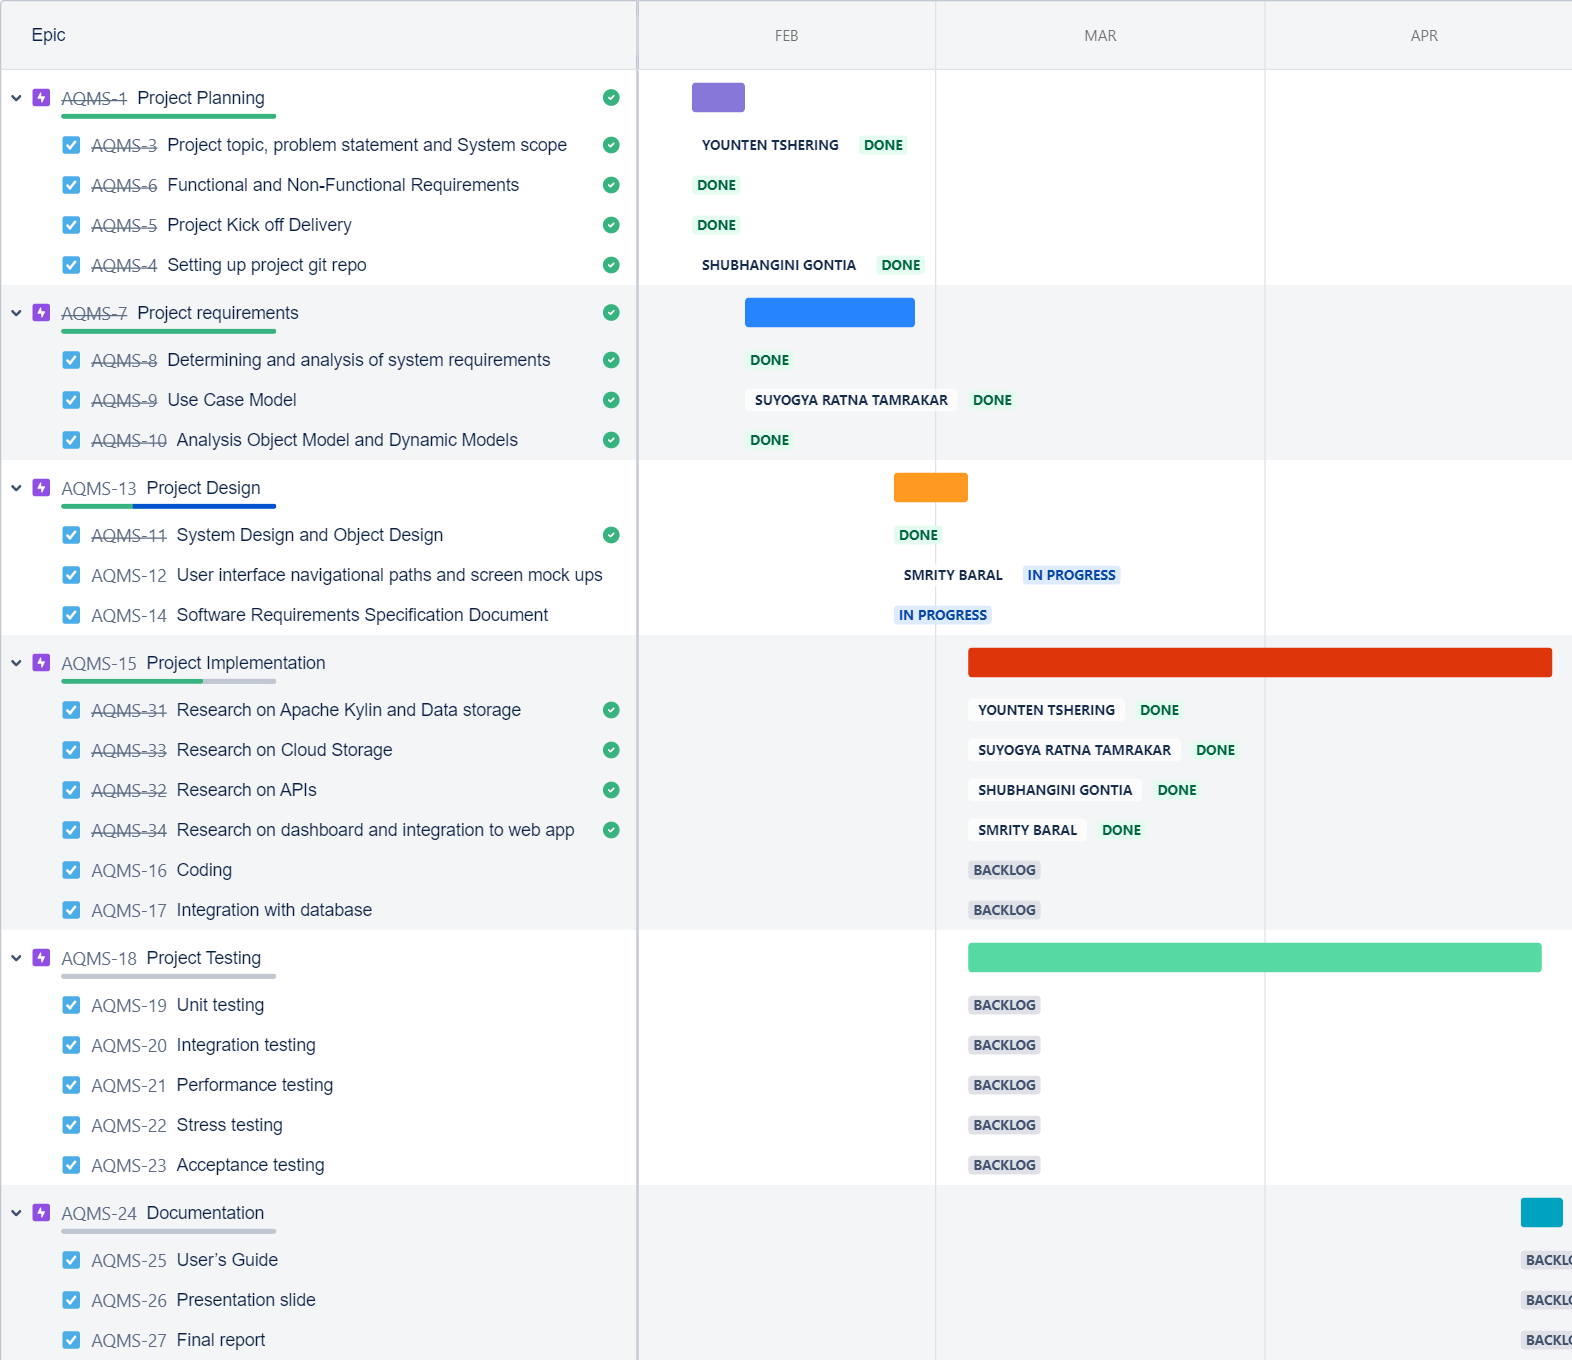 Epic FEB MAR APR
AQMS-1 Project Planning
AQMS-3 Project topic, problem statement and System scope YOUNTEN TSHERING DONE
AQMS-6 Functional and Non-Functional Requirements DONE
AQMS-5 Project Kick off Delivery DONE
AQMS-4 Setting up project git repo SHUBHANGINI GONTIA DONE
AQMS-7 Project requirements
AQMS-8 Determining and analysis of system requirements DONE
AQMS-9 Use Case Model SUYOGYA RATNA TAMRAKAR DONE
AQMS-10 Analysis Object Model and Dynamic Models DONE
AQMS-13 Project Design
AQMS-11 System Design and Object Design DONE
AQMS-12 User interface navigational paths and screen mock ups SMRITY BARAL IN PROGRESS
AQMS-14 Software Requirements Specification Document IN PROGRESS
AQMS-15 Project Implementation
AQMS-31 Research on Apache Kylin and Data storage YOUNTEN TSHERING DONE
AQMS-33 Research on Cloud Storage SUYOGYA RATNA TAMRAKAR DONE
AQMS-32 Research on APIs SHUBHANGINI GONTIA DONE
AQMS-34 Research on dashboard and integration to web app SMRITY BARAL DONE
AQMS-16 Coding BACKLOG
AQMS-17 Integration with database BACKLOG
AQMS-18 Project Testing
AQMS-19 Unit testing BACKLOG
AQMS-20 Integration testing BACKLOG
AQMS-21 Performance testing BACKLOG
AQMS-22 Stress testing BACKLOG
AQMS-23 Acceptance testing BACKLOG
AQMS-24 Documentation
AQMS-25 User’s Guide
AQMS-26 Presentation slide
AQMS-27 Final report